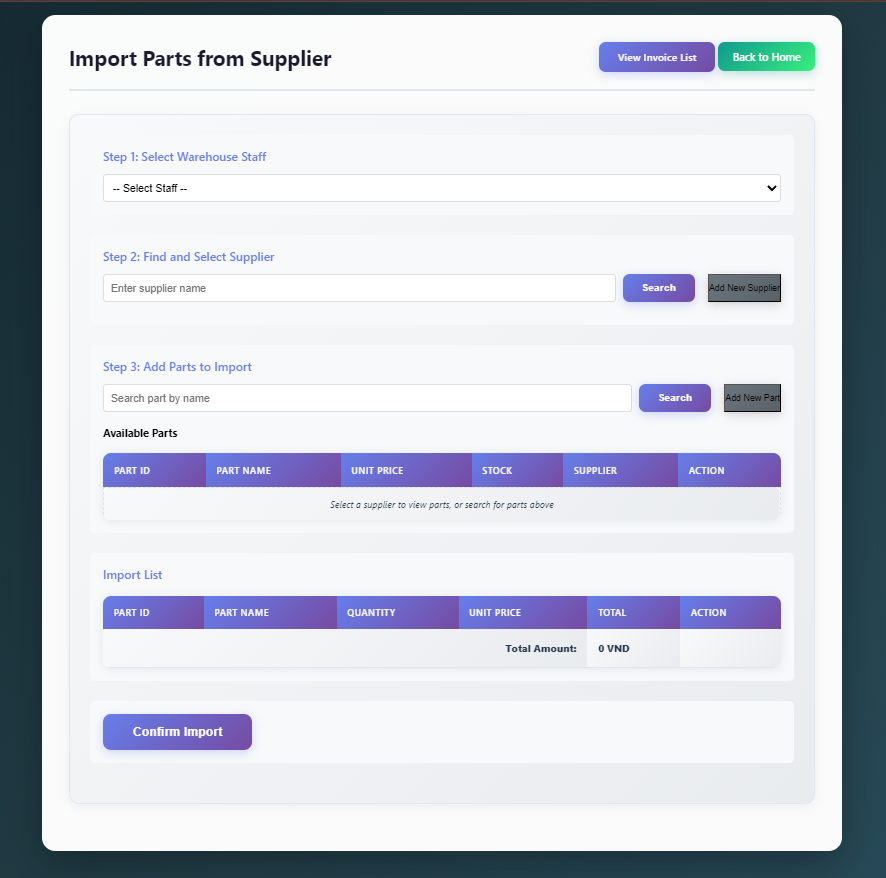 Import Parts from Supplier
View Invoice List
Back to Home
Step 1: Select Warehouse Staff
-- Select Staff --
Step 2: Find and Select Supplier
Enter supplier name
Search
Add New Supplier
Step 3: Add Parts to Import
Search part by name
Search
Add New Part
Available Parts
PART ID PART NAME UNIT PRICE STOCK SUPPLIER ACTION
Select a supplier to view parts, or search for parts above
Import List
PART ID PART NAME QUANTITY UNIT PRICE TOTAL ACTION
Total Amount: 0 VND
Confirm Import